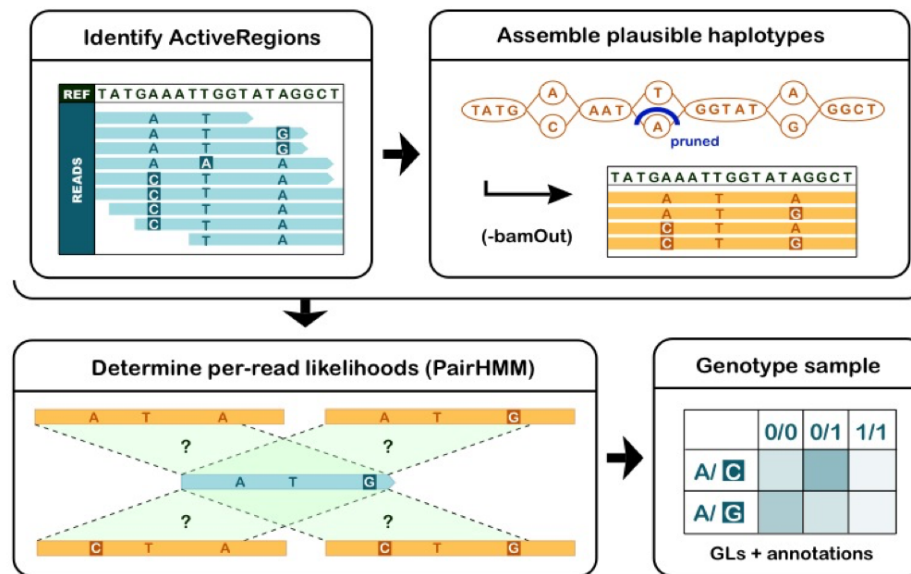 Identify ActiveRegions
REF TATGAAATTGGTATAGGCT
READS
A T
A T G
A T G
A A A
C T A
C T A
C T A
C T A
T A
Assemble plausible haplotypes
A T A
TATG AAT GGTAT GGCT
C A G
pruned
(-bamOut)
TATGAAATTGGTATAGGCT
A T A
A T G
C T A
C T G
Determine per-read likelihoods (PairHMM)
A T A A T G
? ?
A T G
? ?
C T A C T G
Genotype sample
0/0 0/1 1/1
A/ C
A/ G
GLs + annotations